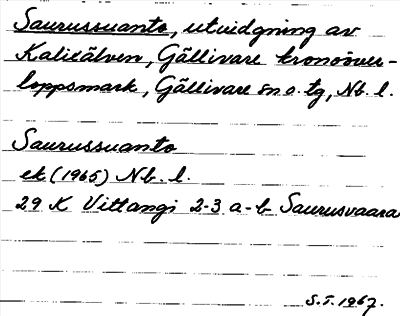 Saurussuanto, utvidgning av
Kalixälven, Gällivare kronoöver-
loppsmark, Gällivare sn o. tg, Nb. l.
Saurussuanto
ek (1965) Nb. l.
29 K Vittangi 2-3 a-b Saurusvaara
S.T. 1967.